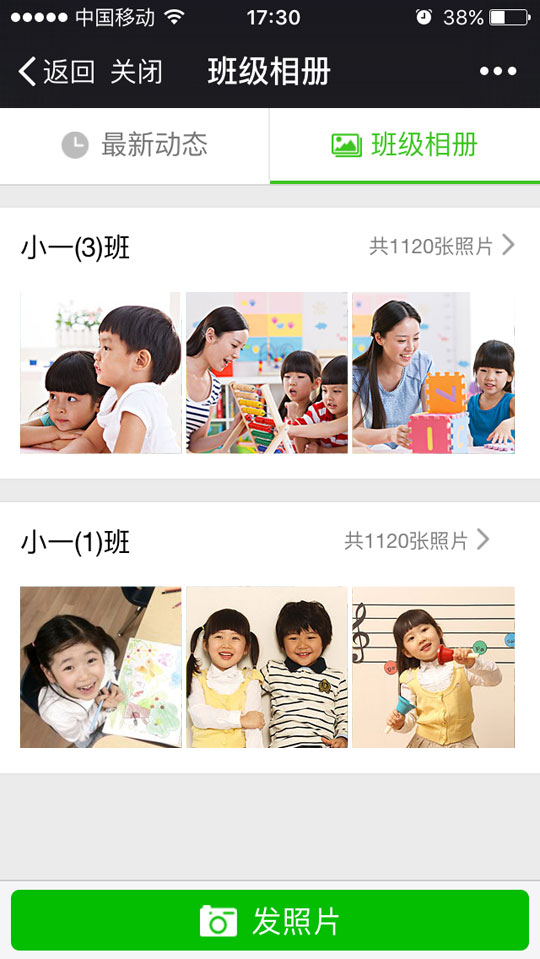 中国移动 17:30 38%
返回 关闭 班级相册
最新动态 班级相册
小一(3)班 共1120张照片
小一(1)班 共1120张照片
发照片